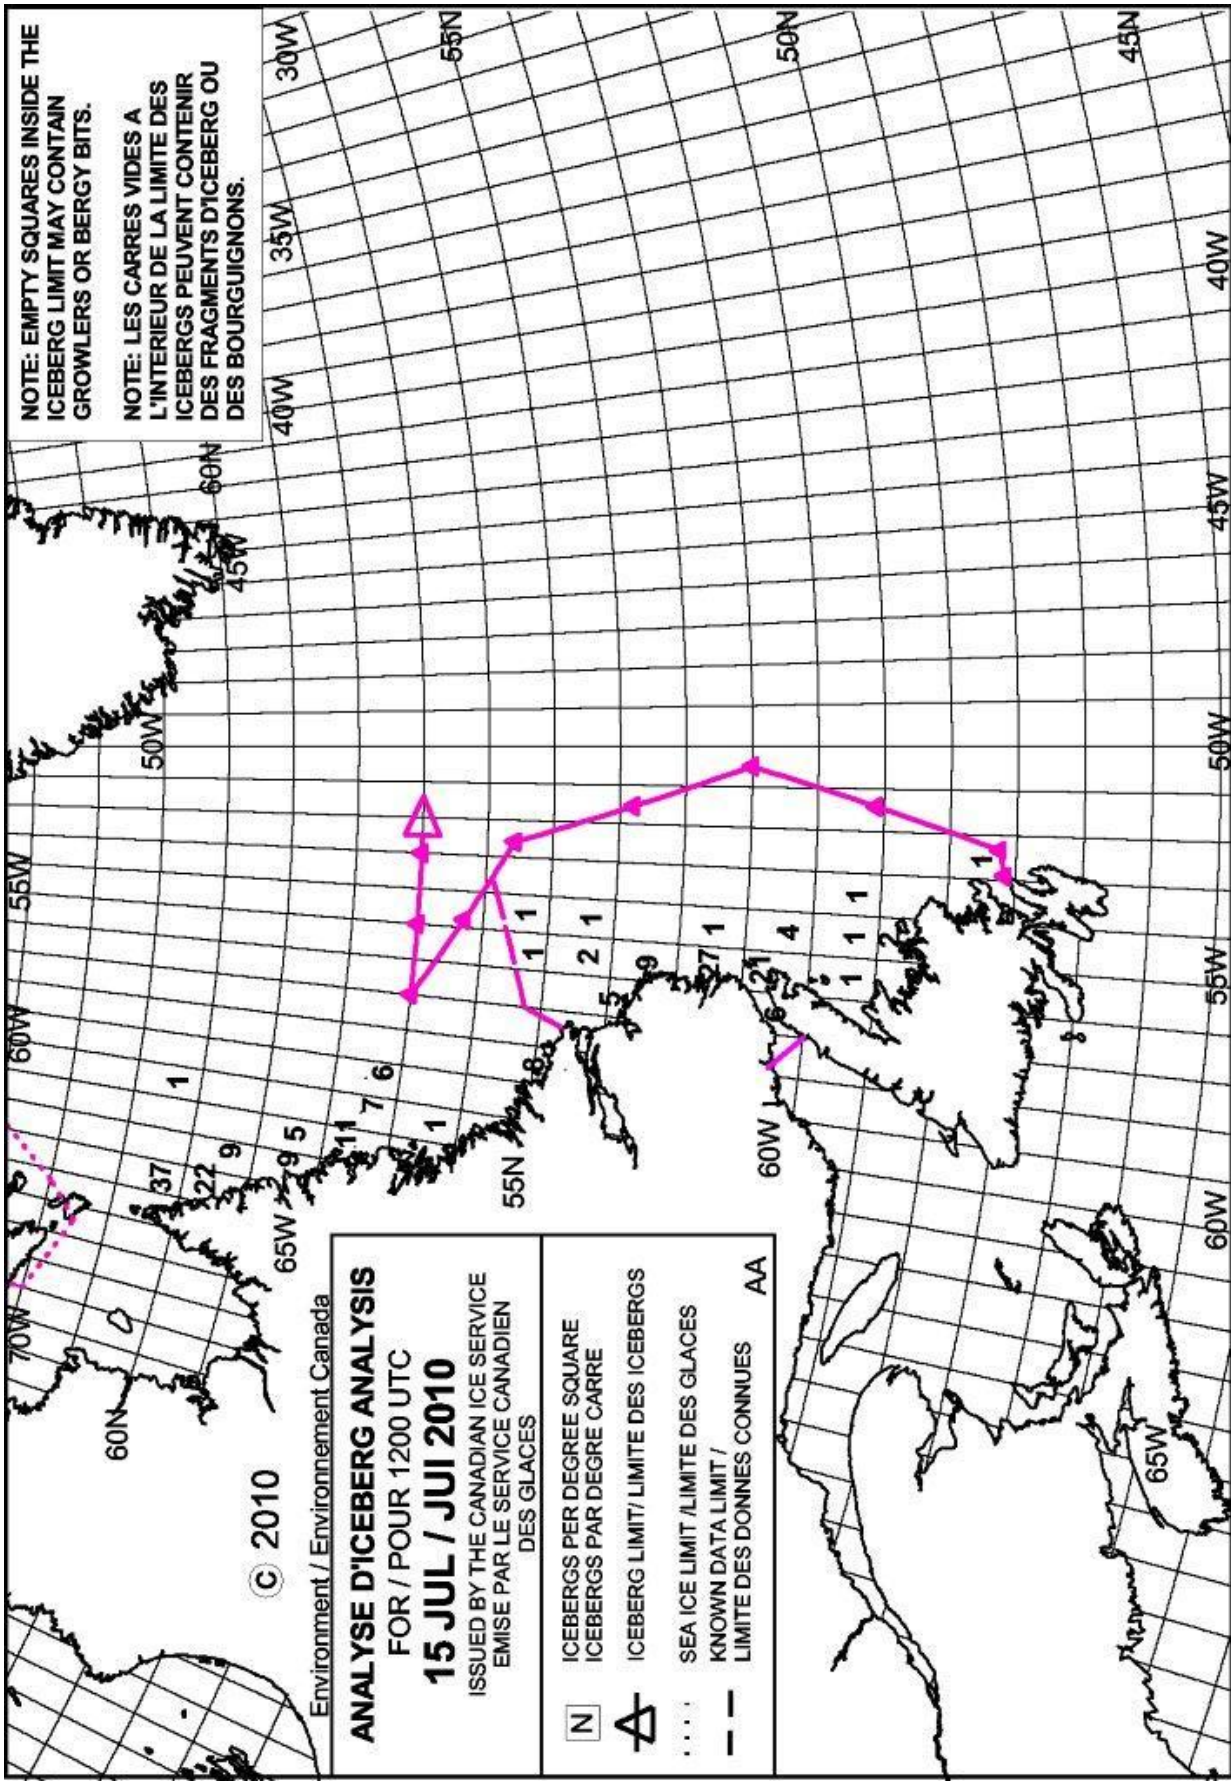 NOTE: EMPTY SQUARES INSIDE THE
ICEBERG LIMIT MAY CONTAIN
GROWLERS OR BERGY BITS.
NOTE: LES CARRES VIDES A
L'INTERIEUR DE LA LIMITE DES
ICEBERGS PEUVENT CONTENIR
DES FRAGMENTS D'ICEBERG OU
DES BOURGUIGNONS.
30W
55N
50N
45N
35W
40W
40W
60N
45W
45W
50W
50W
55W
55W
60W
60W
60W
65W
65W
70W
60N
55N
37
1
22
9
9
5
11
7
6
2
1
8
1
1
2
1
5
9
27
1
21
4
6
1
1
1
2
1
© 2010
Environment / Environnement Canada
ANALYSE D'ICEBERG ANALYSIS
FOR / POUR 1200 UTC
15 JUL / JUI 2010
ISSUED BY THE CANADIAN ICE SERVICE
EMISE PAR LE SERVICE CANADIEN
DES GLACES
N
ICEBERGS PER DEGREE SQUARE
ICEBERGS PAR DEGRE CARRE
ICEBERG LIMIT/ LIMITE DES ICEBERGS
SEA ICE LIMIT /LIMITE DES GLACES
KNOWN DATA LIMIT /
LIMITE DES DONNES CONNUES
AA